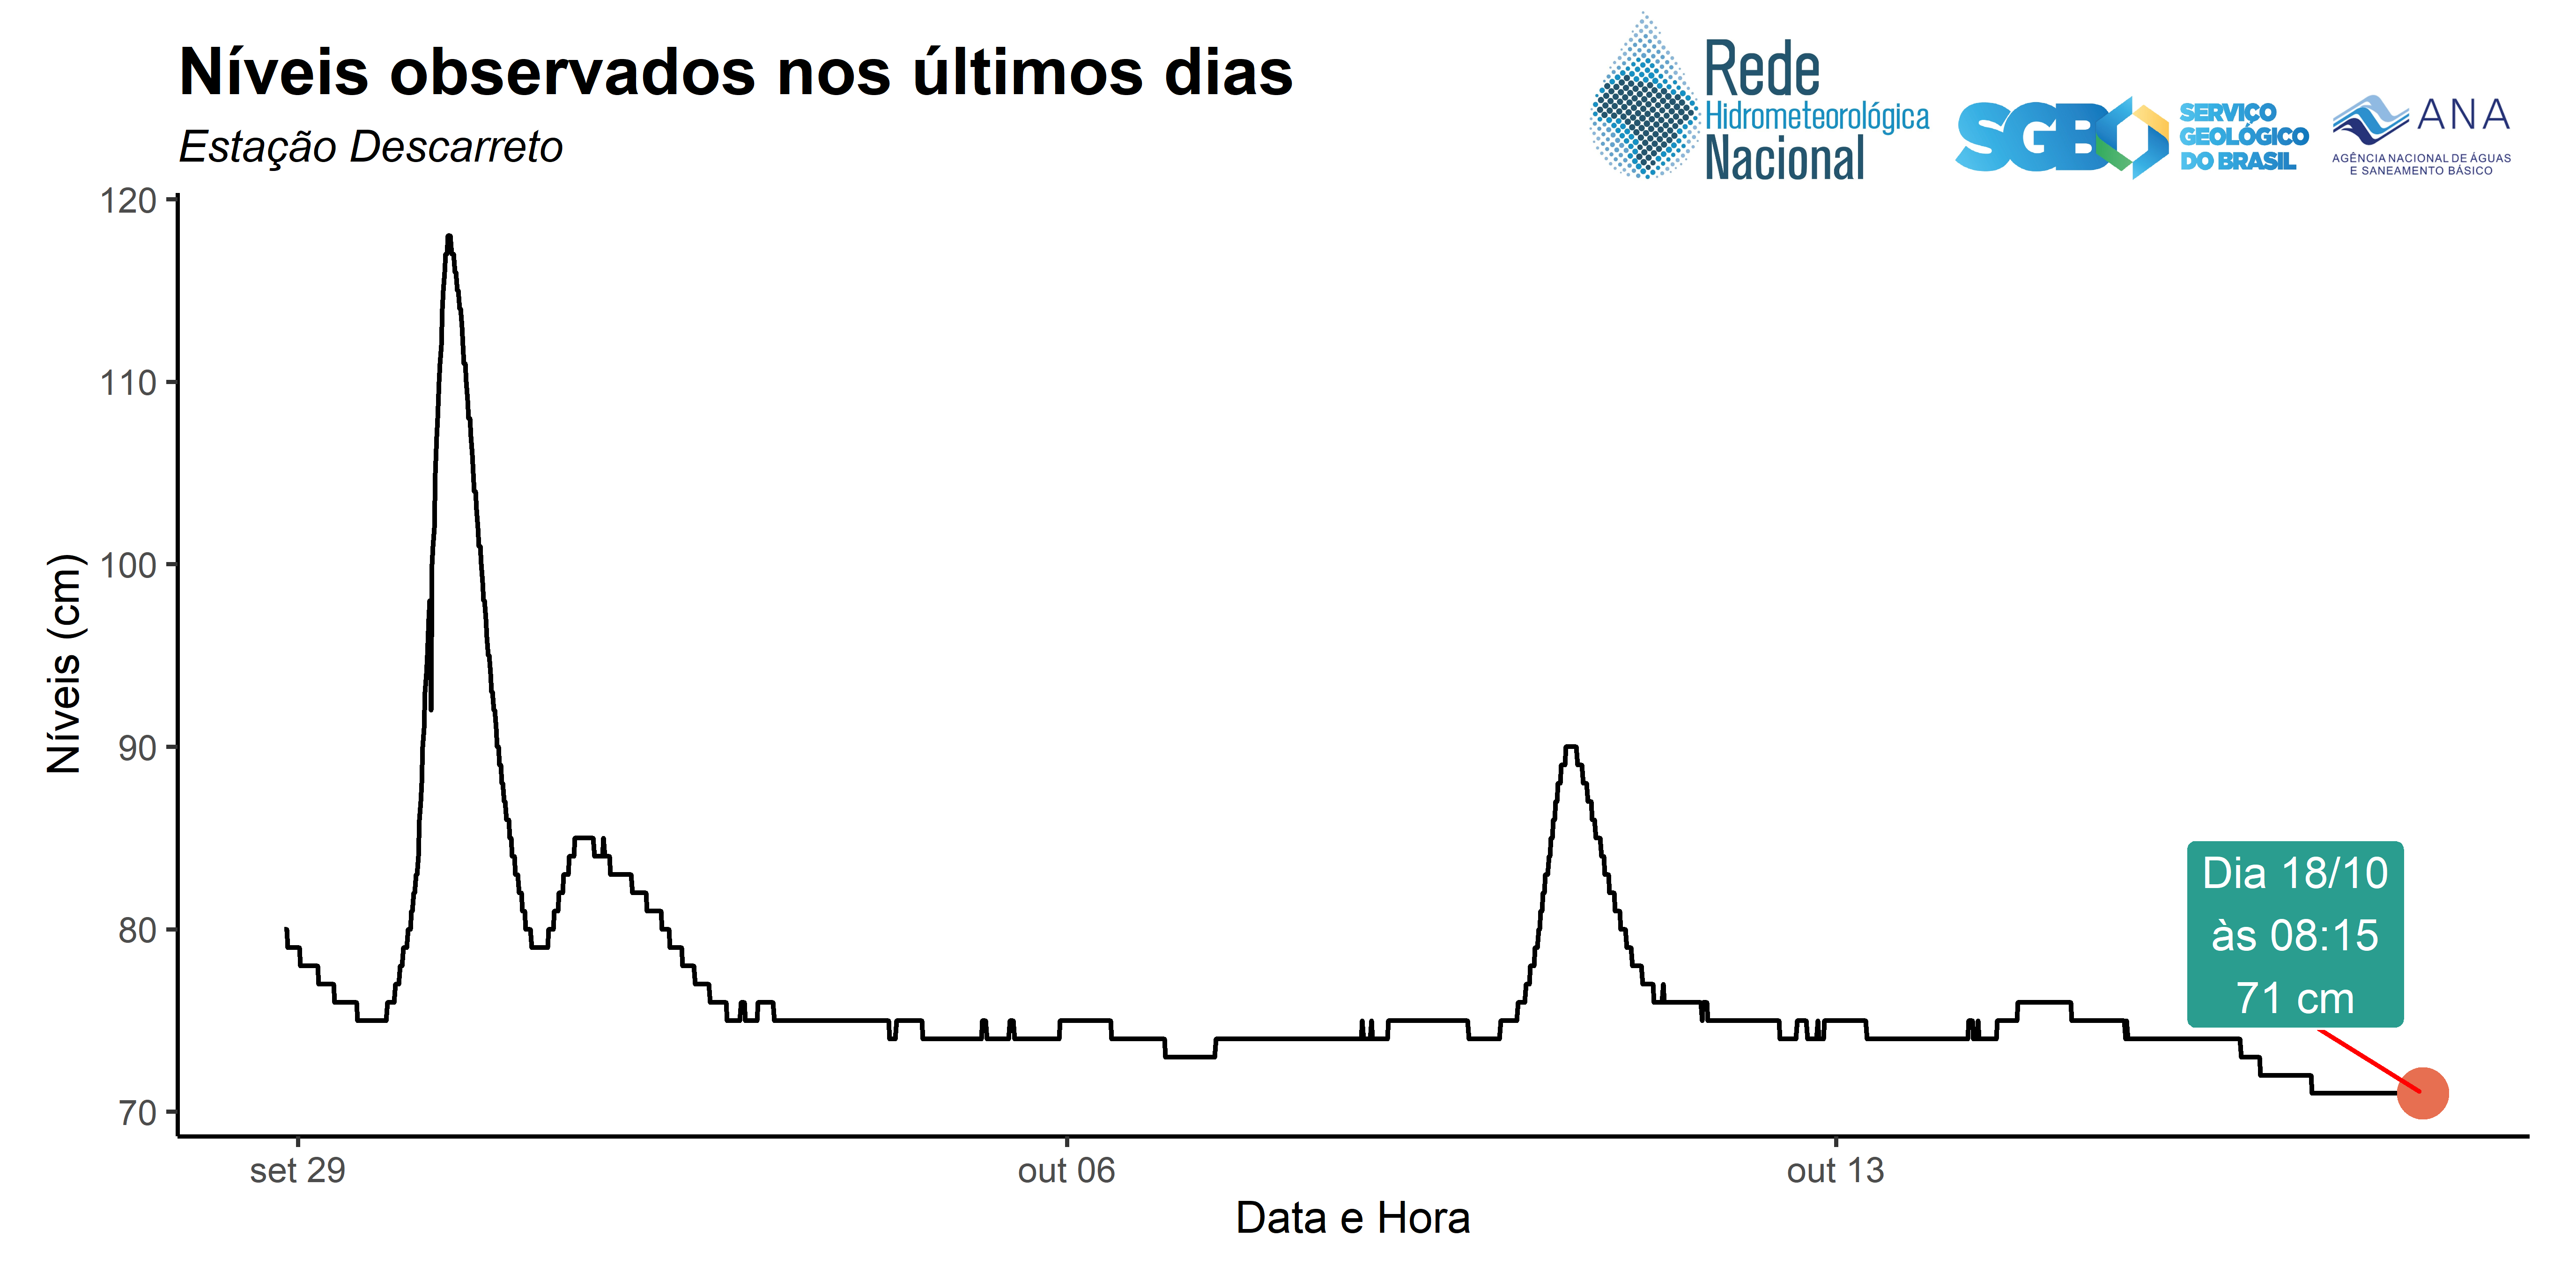 Níveis observados nos últimos dias
Estação Descarreto
Rede
Hidrometeorológica
Nacional
SGB
SERVIÇO
GEOLÓGICO
DO BRASIL
ANA
AGÊNCIA NACIONAL DE ÁGUAS
E SANEAMENTO BÁSICO
Níveis (cm)
120
110
100
90
80
70
Dia 18/10
às 08:15
71 cm
set 29
out 06
out 13
Data e Hora